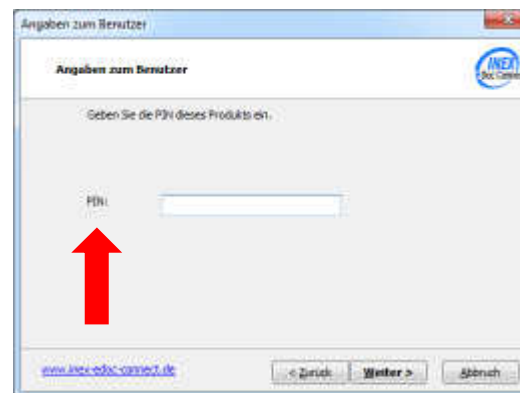 Angaben zum Benutzer
Angaben zum Benutzer
INEX
Geben Sie die PIN dieses Produkts ein.
PIN:
www.inex-edoc-connect.de
< Zurück Weiter > Abbruch